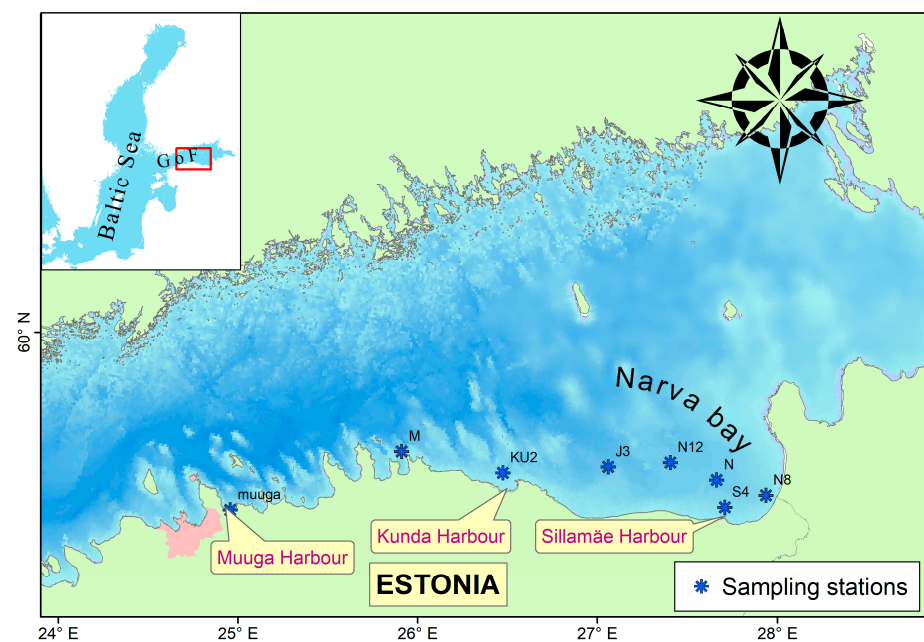 Baltic Sea
GoF
60° N
Narva bay
M
KU2
J3
N12
N
S4
N8
muuga
Muuga Harbour
Kunda Harbour
Sillamäe Harbour
ESTONIA
Sampling stations
24° E
25° E
26° E
27° E
28° E